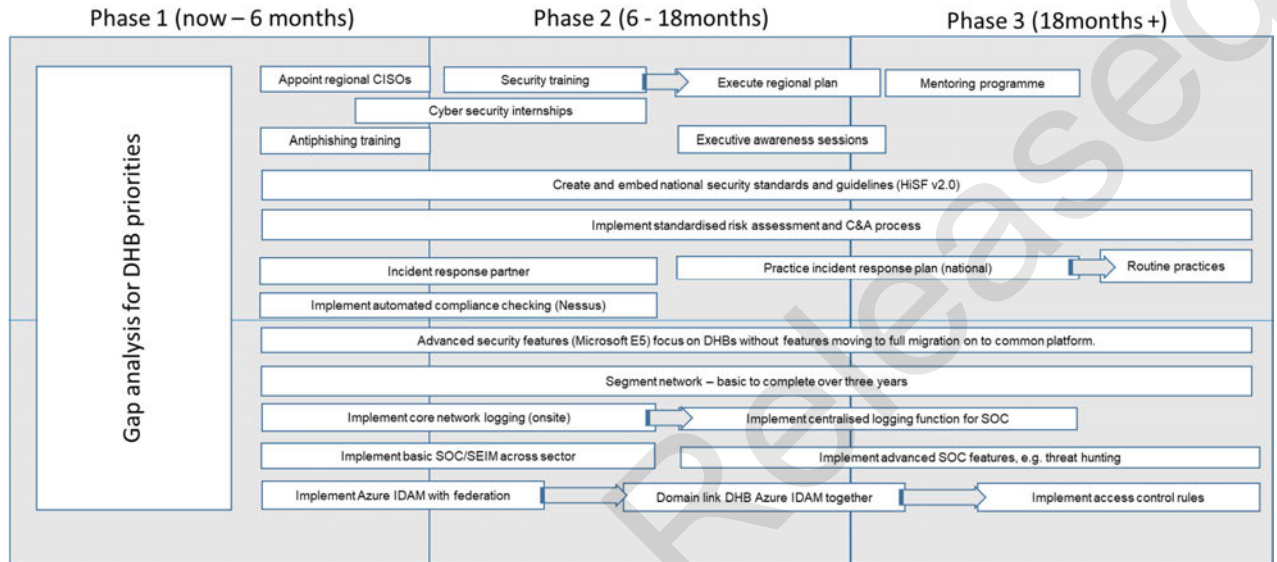 Phase 1 (now – 6 months)
Phase 2 (6 - 18months)
Phase 3 (18months +)
Gap analysis for DHB priorities
Appoint regional CISOs
Security training
Execute regional plan
Mentoring programme
Cyber security internships
Antiphishing training
Executive awareness sessions
Create and embed national security standards and guidelines (HiSF v2.0)
Implement standardised risk assessment and C&A process
Incident response partner
Practice incident response plan (national)
Routine practices
Implement automated compliance checking (Nessus)
Advanced security features (Microsoft E5) focus on DHBs without features moving to full migration on to common platform.
Segment network – basic to complete over three years
Implement core network logging (onsite)
Implement centralised logging function for SOC
Implement basic SOC/SEIM across sector
Implement advanced SOC features, e.g. threat hunting
Implement Azure IDAM with federation
Domain link DHB Azure IDAM together
Implement access control rules
Released